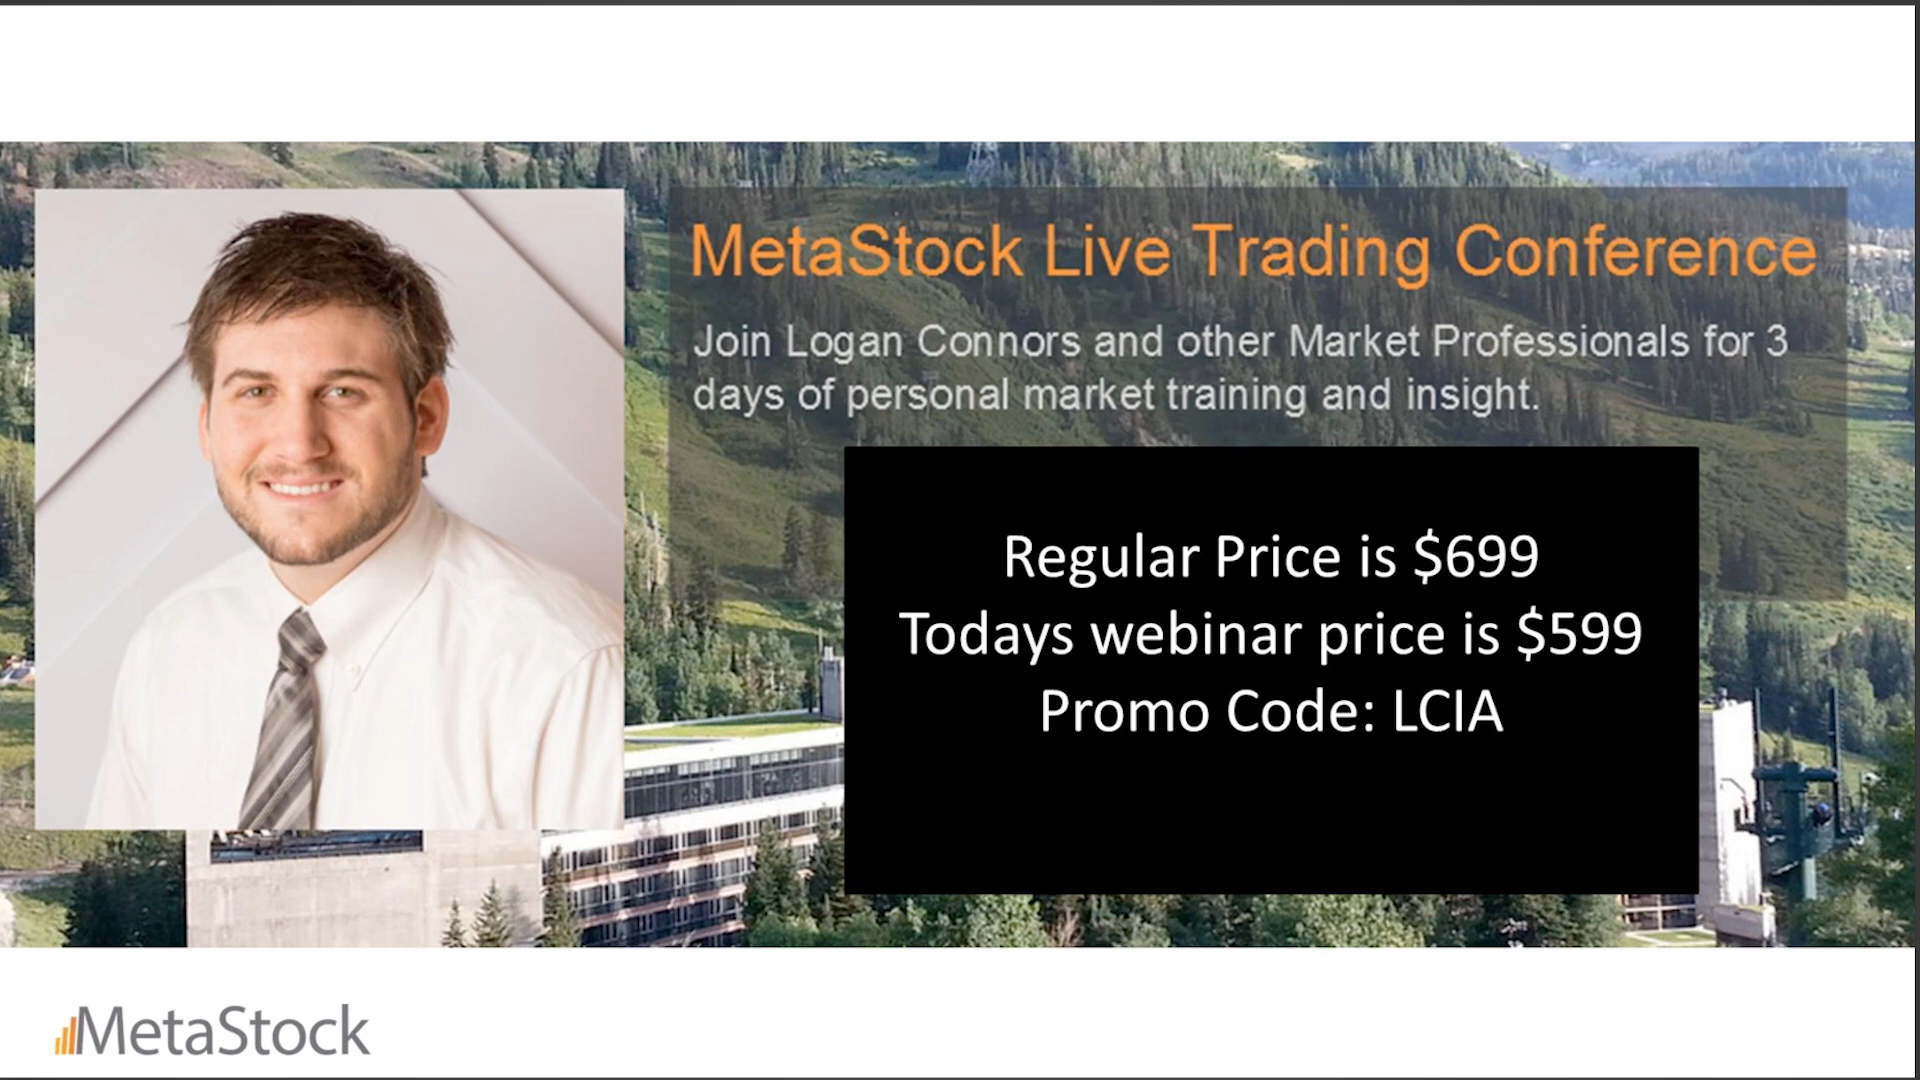 MetaStock Live Trading Conference
Join Logan Connors and other Market Professionals for 3
days of personal market training and insight.
Regular Price is $699
Todays webinar price is $599
Promo Code: LCIA
MetaStock